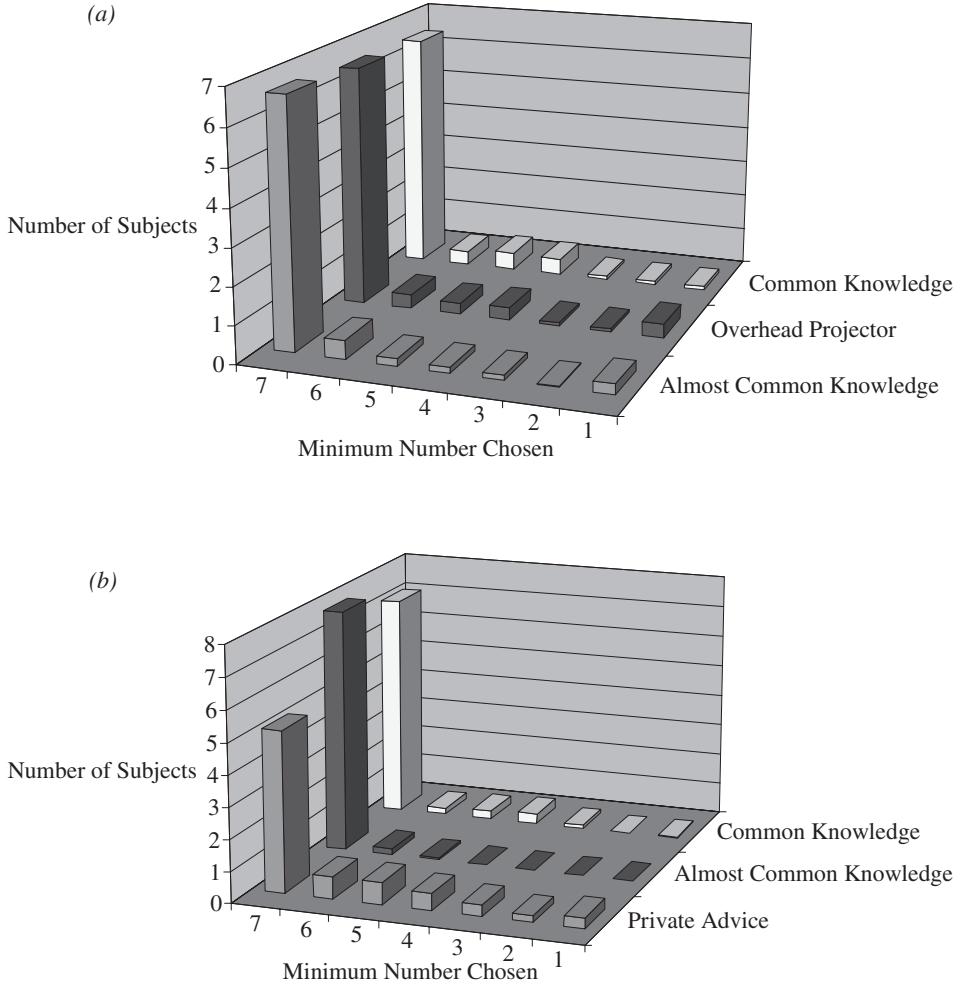 (a)
7
6
5
4
3
2
1
0
Number of Subjects
7
6
5
4
3
2
1
Minimum Number Chosen
Common Knowledge
Overhead Projector
Almost Common Knowledge
(b)
8
7
6
5
4
3
2
1
0
Number of Subjects
7
6
5
4
3
2
1
Minimum Number Chosen
Common Knowledge
Almost Common Knowledge
Private Advice